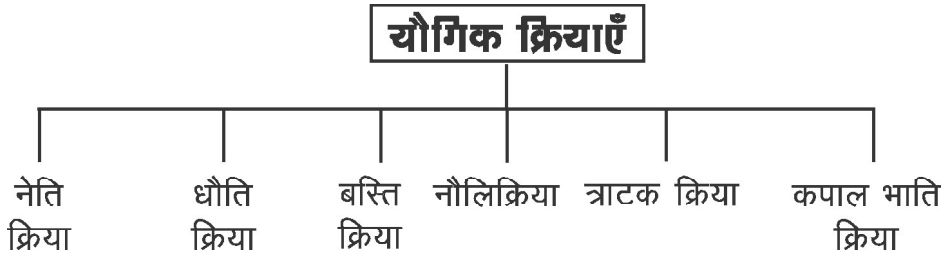 यौगिक क्रियाएँ
नेति
क्रिया
धौति
क्रिया
बस्ति
क्रिया
नौलिक्रिया
त्राटक क्रिया
कपाल भाति
क्रिया